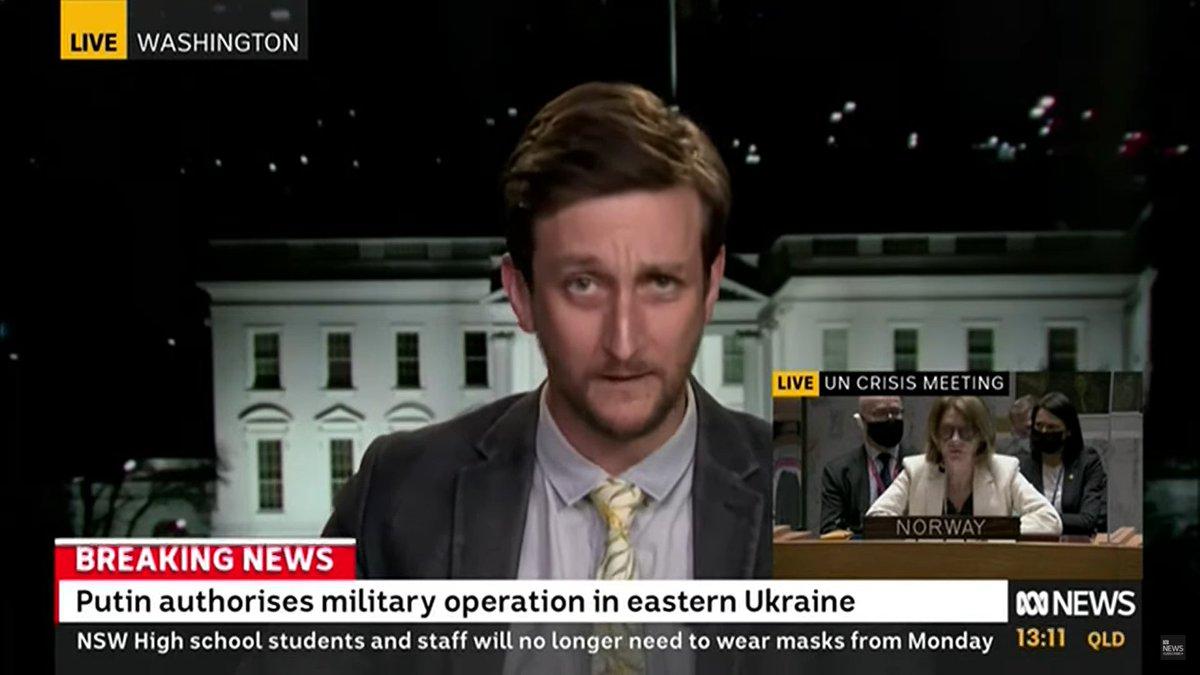 LIVE WASHINGTON
LIVE UN CRISIS MEETING
NORWAY
BREAKING NEWS
Putin authorises military operation in eastern Ukraine
NEWS
NSW High school students and staff will no longer need to wear masks from Monday
13:11 QLD
NEWS